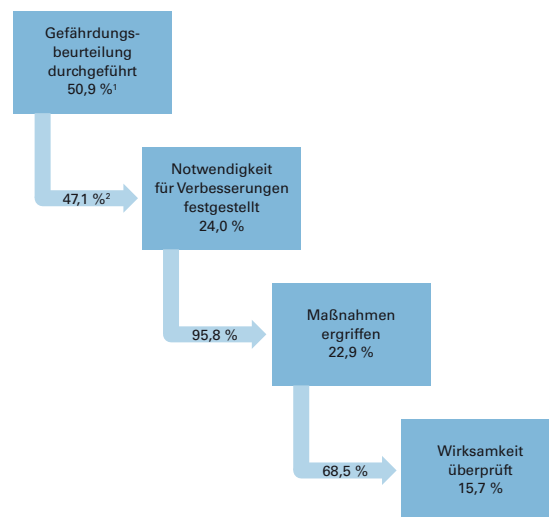 Gefährdungs-
beurteilung
durchgeführt
50,9 %¹
47,1 %²
Notwendigkeit
für Verbesserungen
festgestellt
24,0 %
95,8 %
Maßnahmen
ergriffen
22,9 %
68,5 %
Wirksamkeit
überprüft
15,7 %